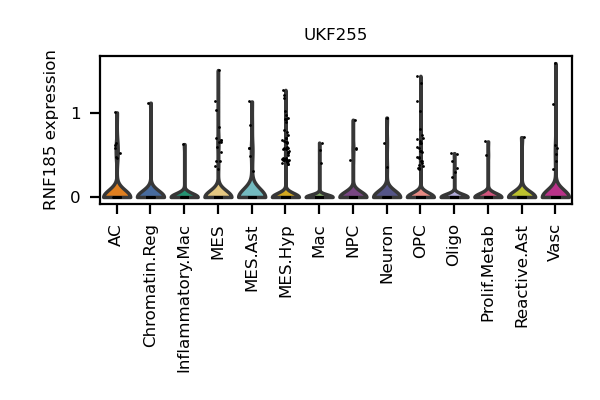 UKF255
RNF185 expression
1
0
AC
Chromatin.Reg
Inflammatory.Mac
MES
MES.Ast
MES.Hyp
Mac
NPC
Neuron
OPC
Oligo
Prolif.Metab
Reactive.Ast
Vasc